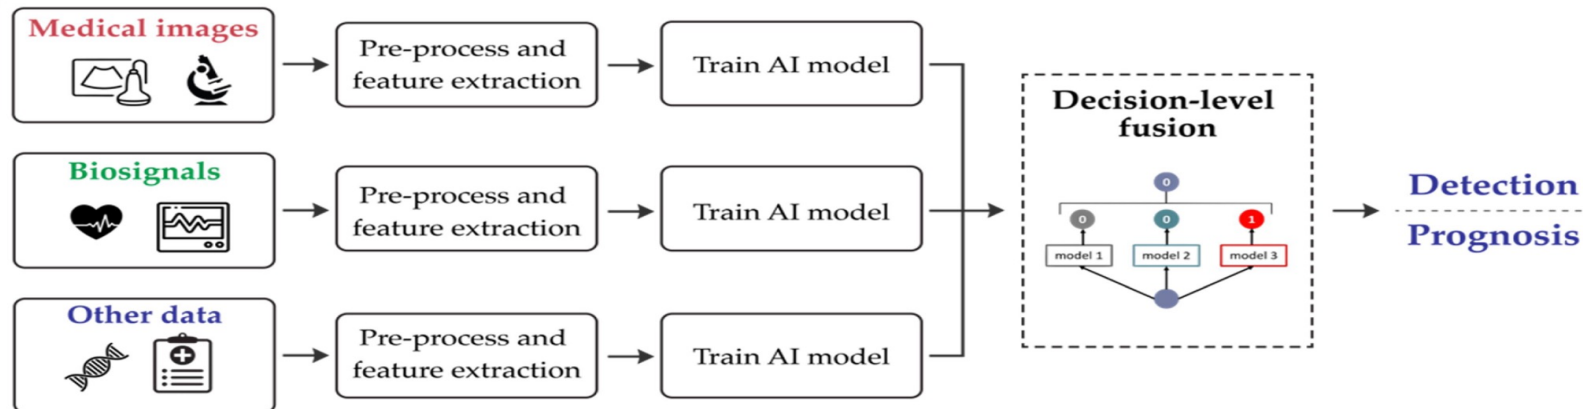 Medical images
Pre-process and
feature extraction
Train AI model
Biosignals
Pre-process and
feature extraction
Train AI model
Other data
Pre-process and
feature extraction
Train AI model
Decision-level
fusion
0
0
0
1
model 1
model 2
model 3
Detection
Prognosis